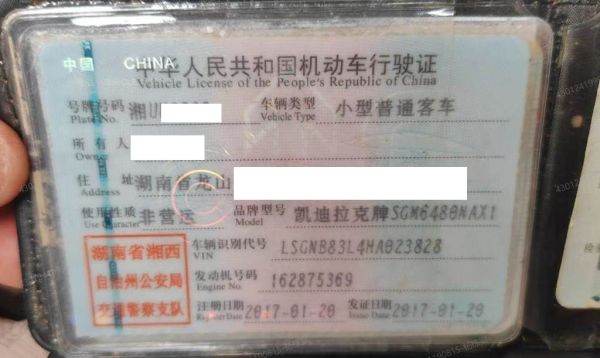 中国 CHINA
中华人民共和国机动车行驶证
Vehicle License of the People's Republic of China
号牌号码 湘U 车辆类型 小型普通客车
Plate No. Vehicle Type
所有人
Owner
住址 湖南省龙山
Address
使用性质 非营运 品牌型号 凯迪拉克牌SGM6480NAX1
Use Character Model
湖南省湘西
自治州公安局
交通警察支队
车辆识别代号 LSGNB83L4HA023828
VIN
发动机号码 162875369
Engine No.
注册日期 2017-01-20 发证日期 2017-01-20
Register Date Issue Date